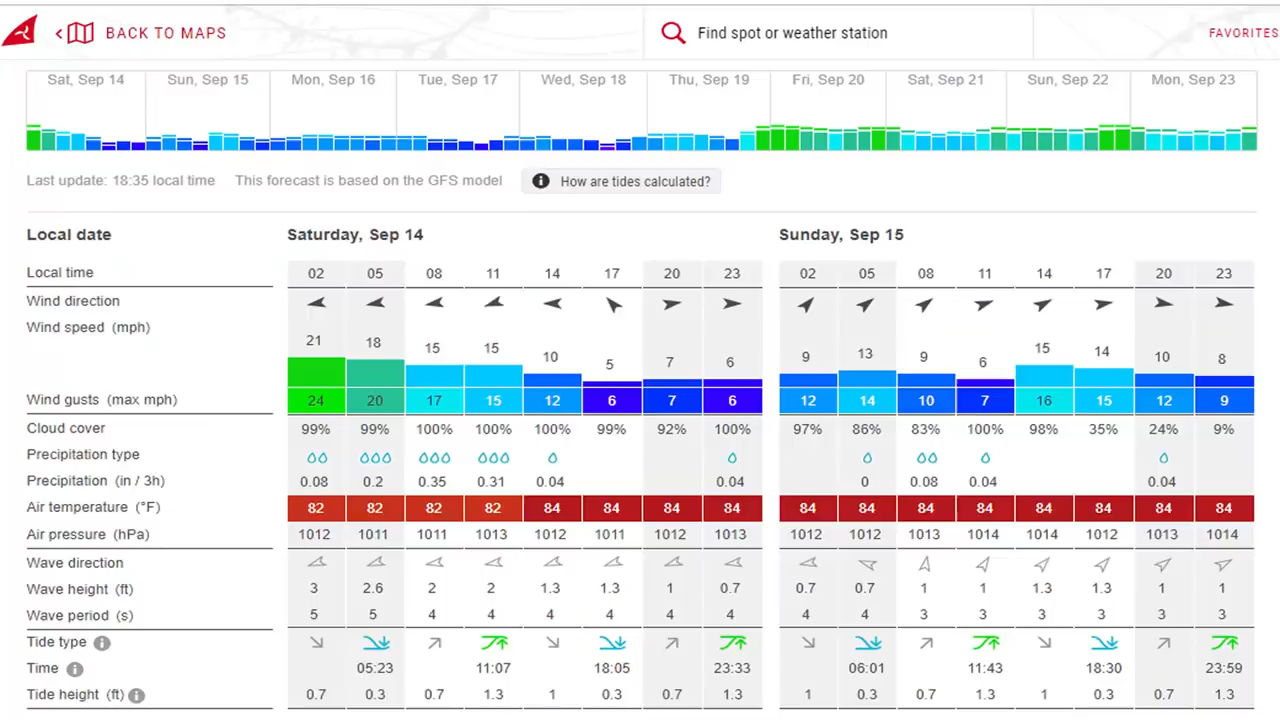 BACK TO MAPS
Find spot or weather station
FAVORITES
Sat, Sep 14 Sun, Sep 15 Mon, Sep 16 Tue, Sep 17 Wed, Sep 18 Thu, Sep 19 Fri, Sep 20 Sat, Sep 21 Sun, Sep 22 Mon, Sep 23
Last update: 18:35 local time This forecast is based on the GFS model How are tides calculated?
Local date Saturday, Sep 14 Sunday, Sep 15
Local time 02 05 08 11 14 17 20 23 02 05 08 11 14 17 20 23
Wind direction
Wind speed (mph) 21 18 15 15 10 5 7 6 9 13 9 6 15 14 10 8
Wind gusts (max mph) 24 20 17 15 12 6 7 6 12 14 10 7 16 15 12 9
Cloud cover 99% 99% 100% 100% 100% 99% 92% 100% 97% 86% 83% 100% 98% 35% 24% 9%
Precipitation type
Precipitation (in / 3h) 0.08 0.2 0.35 0.31 0.04 0.04 0 0.08 0.04 0.04
Air temperature (°F) 82 82 82 82 84 84 84 84 84 84 84 84 84 84 84 84
Air pressure (hPa) 1012 1011 1011 1013 1012 1011 1012 1013 1012 1012 1013 1014 1014 1012 1013 1014
Wave direction
Wave height (ft) 3 2.6 2 2 1.3 1.3 1 0.7 0.7 0.7 1 1 1.3 1.3 1 1
Wave period (s) 5 5 4 4 4 4 4 4 4 4 3 3 3 3 3 3
Tide type
Time 05:23 11:07 18:05 23:33 06:01 11:43 18:30 23:59
Tide height (ft) 0.7 0.3 0.7 1.3 1 0.3 0.7 1.3 1 0.3 0.7 1.3 1 0.3 0.7 1.3